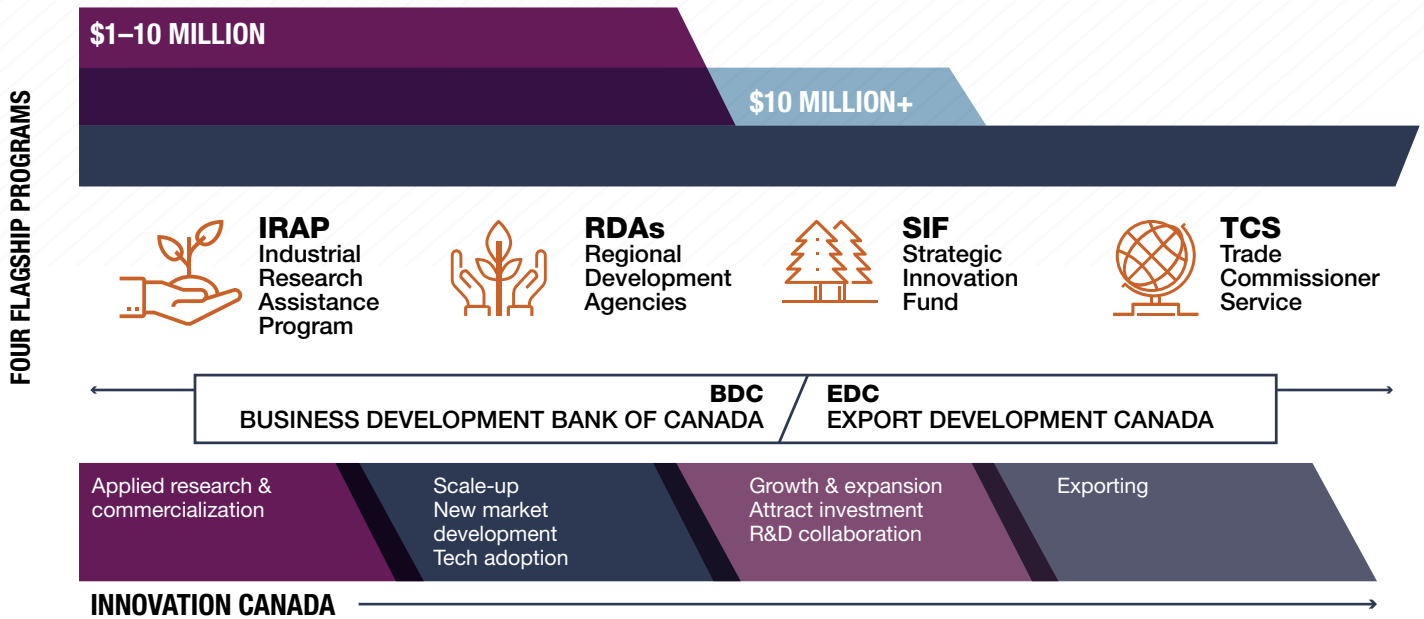 FOUR FLAGSHIP PROGRAMS
$1–10 MILLION
$10 MILLION+
IRAP
Industrial
Research
Assistance
Program
RDAs
Regional
Development
Agencies
SIF
Strategic
Innovation
Fund
TCS
Trade
Commissioner
Service
BDC
BUSINESS DEVELOPMENT BANK OF CANADA
EDC
EXPORT DEVELOPMENT CANADA
Applied research &
commercialization
Scale-up
New market
development
Tech adoption
Growth & expansion
Attract investment
R&D collaboration
Exporting
INNOVATION CANADA